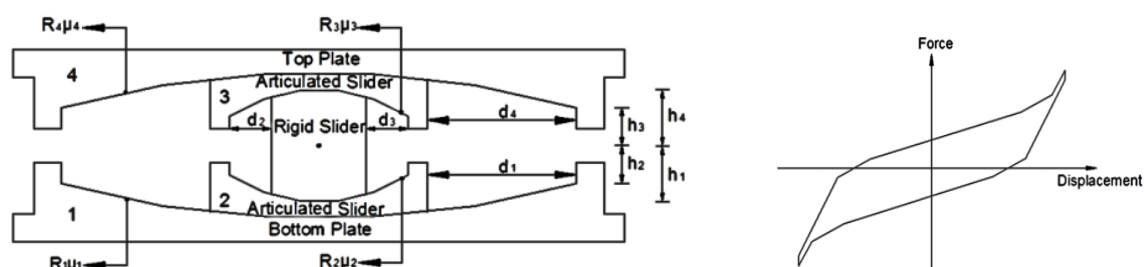 R₄μ₄
R₃μ₃
Top Plate
4
Articulated Slider
3
d₂
Rigid Slider
d₃
d₄
h₃
h₄
h₂
h₁
d₁
1
2
Articulated Slider
Bottom Plate
R₁μ₁
R₂μ₂
Force
Displacement